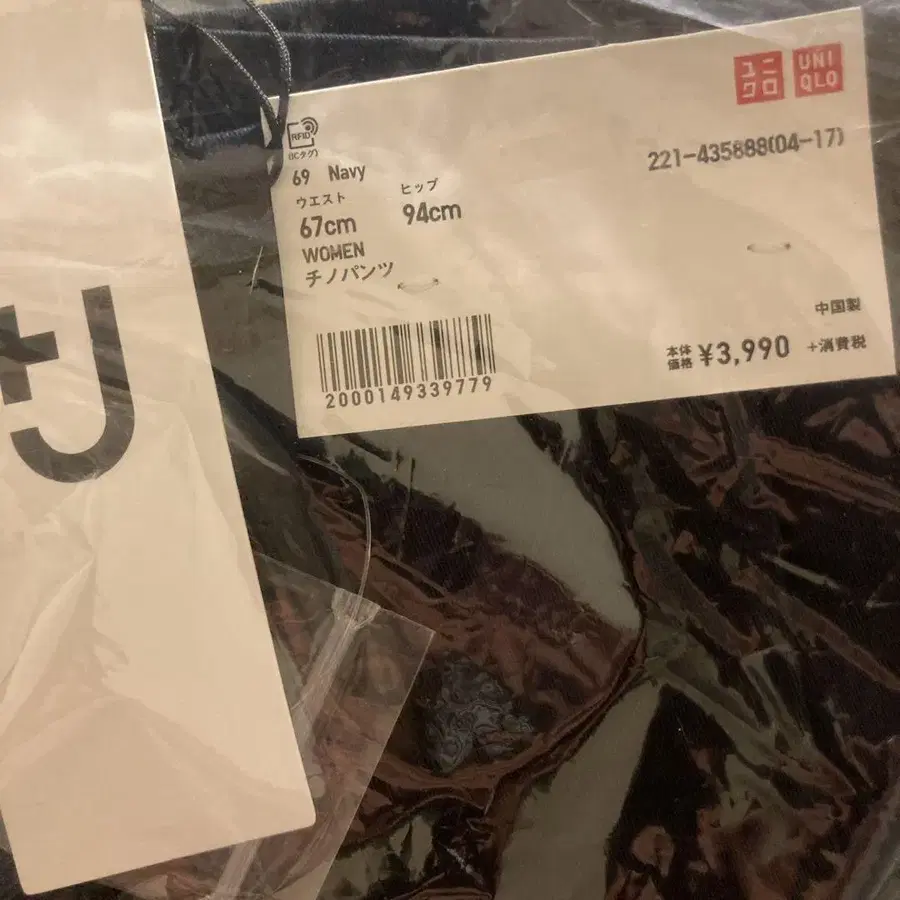 +J
ユニクロ
UNIQLO
RFID
(ICタグ)
221-435888(04-17)
69 Navy
ウエスト ヒップ
67cm 94cm
WOMEN
チノパンツ
中国製
本体価格 ¥3,990 +消費税
2000149339779